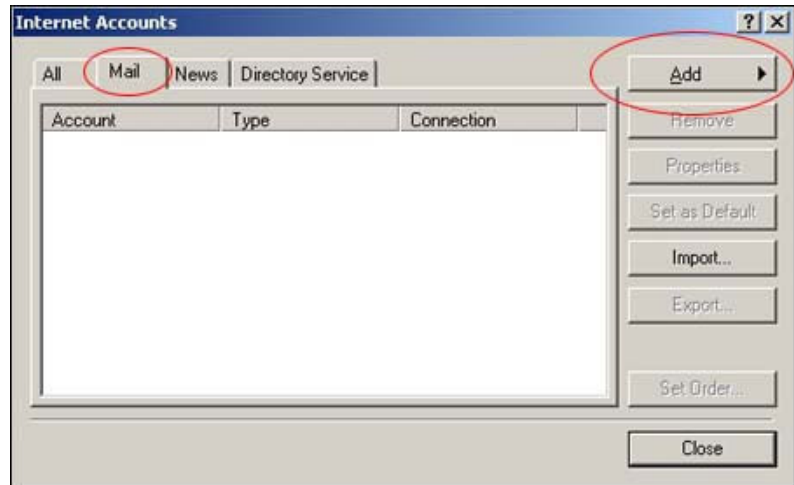 Internet Accounts
All Mail News Directory Service
Account Type Connection
Add
Remove
Properties
Set as Default
Import...
Export...
Set Order...
Close